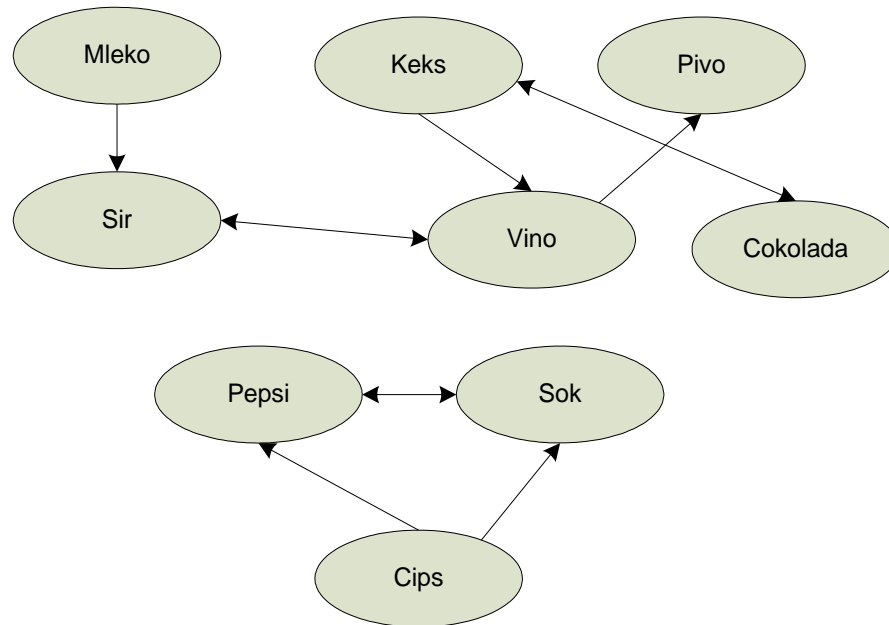 Mleko
Keks
Pivo
Sir
Vino
Cokolada
Pepsi
Sok
Cips